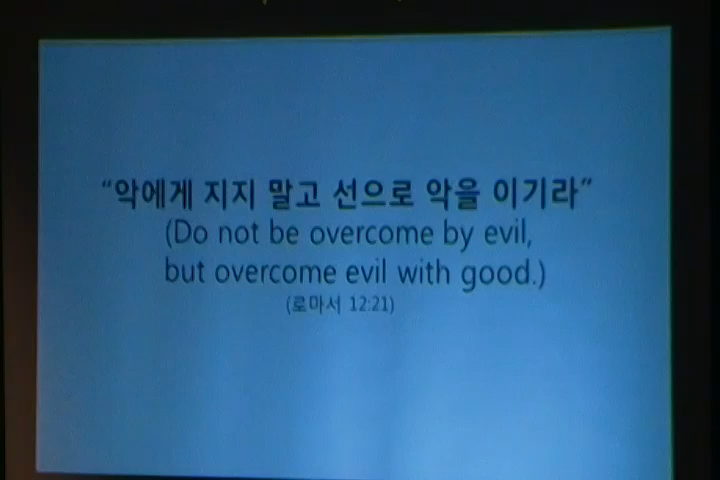 “악에게 지지 말고 선으로 악을 이기라”
(Do not be overcome by evil,
but overcome evil with good.)
(로마서 12:21)